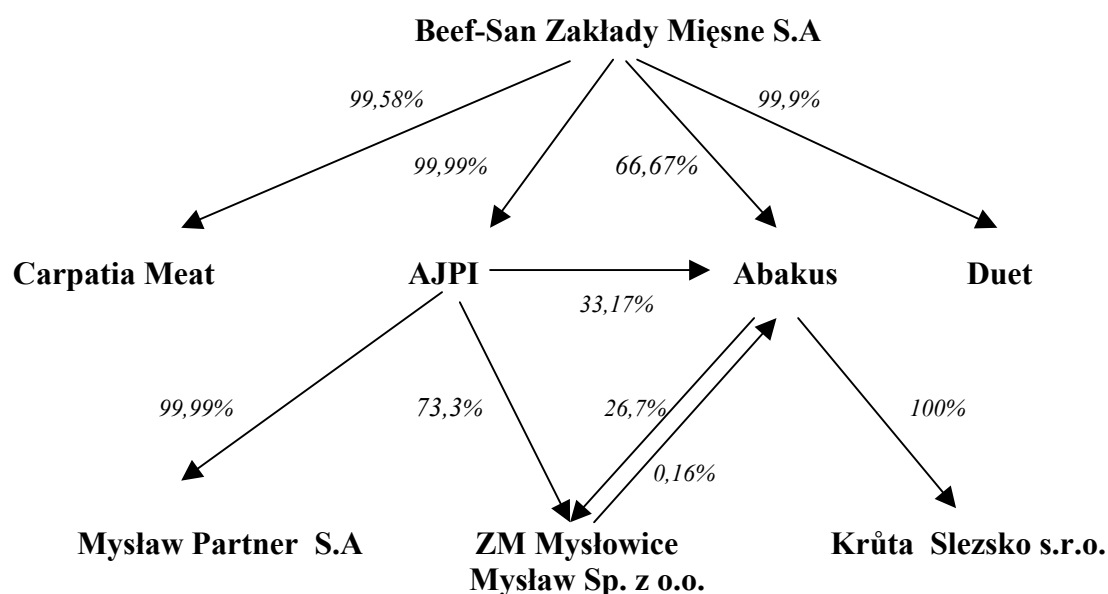 Beef-San Zakłady Mięsne S.A
99,58%
99,9%
99,99%
66,67%
Carpatia Meat
AJPI
Abakus
Duet
33,17%
99,99%
73,3%
26,7%
100%
0,16%
Mysław Partner S.A
ZM Mysłowice
Krůta Slezsko s.r.o.
Mysław Sp. z o.o.